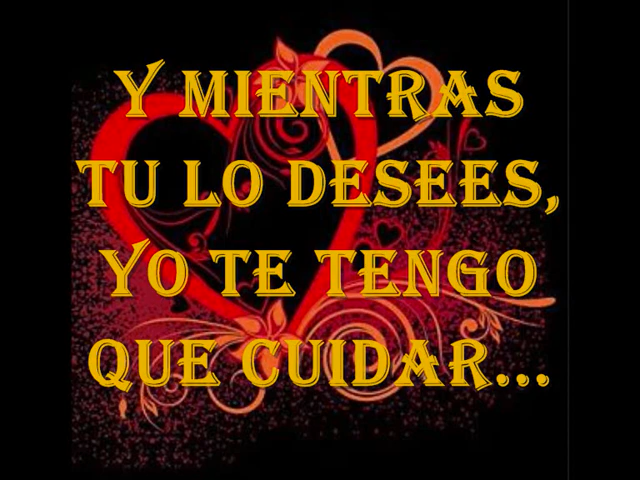 Y MIENTRAS
TU LO DESEES,
YO TE TENGO
QUE CUIDAR...